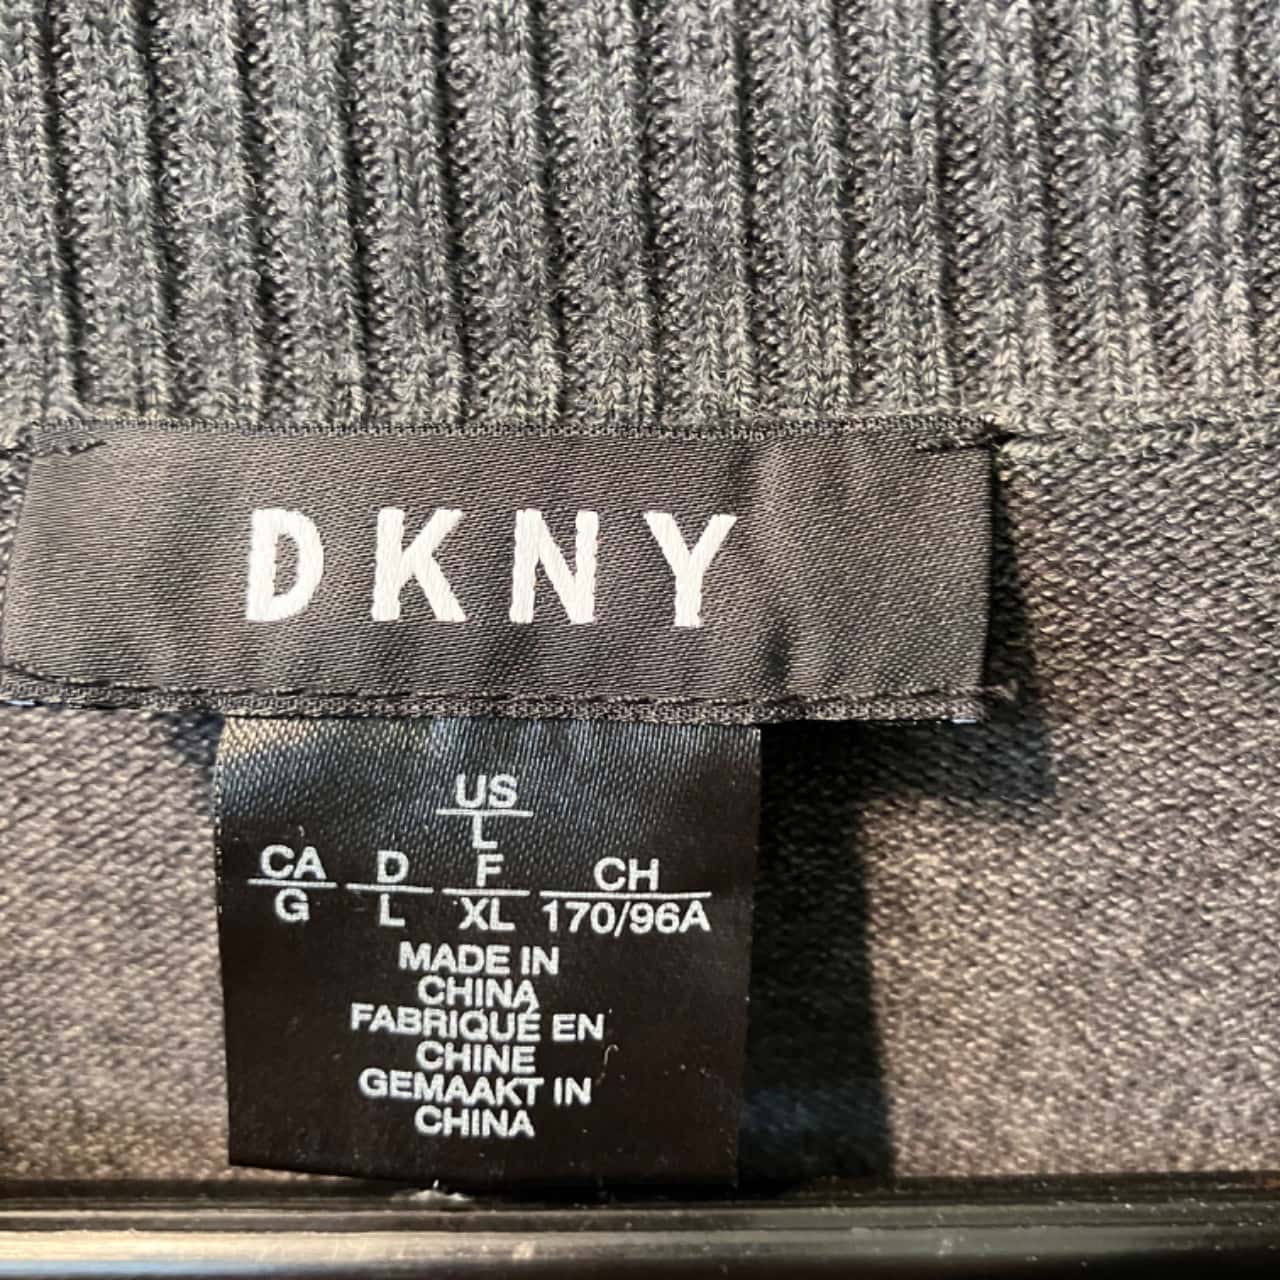 DKNY
US
L
CA D F CH
G L XL 170/96A
MADE IN
CHINA
FABRIQUÉ EN
CHINE
GEMAAKT IN
CHINA